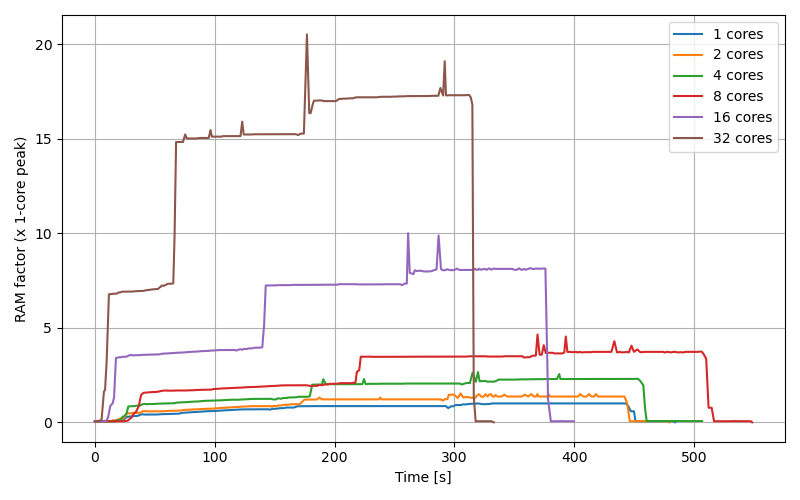 1 cores
2 cores
4 cores
8 cores
16 cores
32 cores
RAM factor (x 1-core peak)
20
15
10
5
0
0 100 200 300 400 500
Time [s]